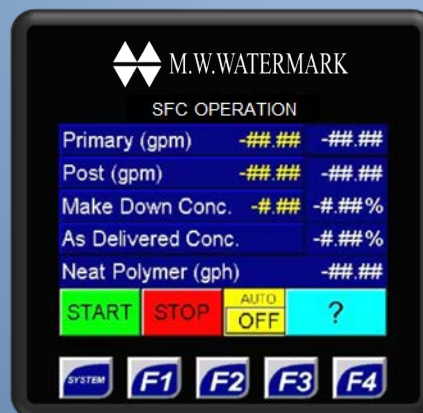 M.W.WATERMARK
SFC OPERATION
Primary (gpm) -##.## -##.##
Post (gpm) -##.## -##.##
Make Down Conc. -#.## -#.##%
As Delivered Conc. -#.##%
Neat Polymer (gph) -##.##
START STOP AUTO OFF ?
SYSTEM F1 F2 F3 F4